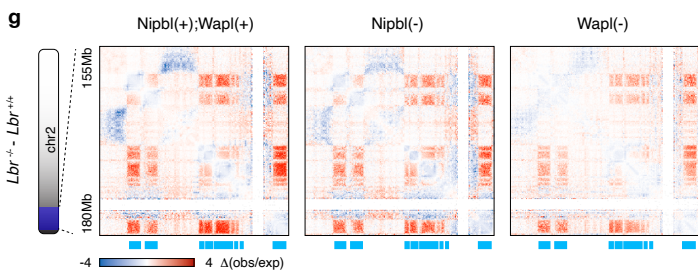 g
Nipbl(+);Wapl(+)
Nipbl(-)
Wapl(-)
Lbr-/- - Lbr+/+
chr2
155Mb
180Mb
-4
4 Δ(obs/exp)